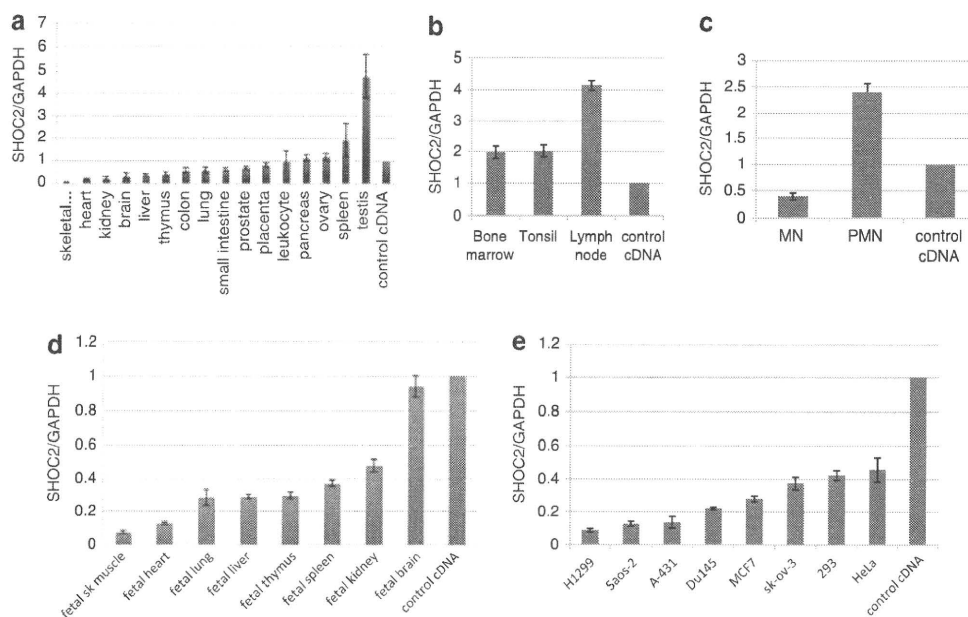 a
SHOC2/GAPDH
7
6
5
4
3
2
1
0
skeletal...
heart
kidney
brain
liver
thymus
colon
lung
small intestine
prostate
placenta
leukocyte
pancreas
ovary
spleen
testis
control cDNA
b
SHOC2/GAPDH
5
4
3
2
1
0
Bone marrow
Tonsil
Lymph node
control cDNA
c
SHOC2/GAPDH
3
2.5
2
1.5
1
0.5
0
MN
PMN
control cDNA
d
SHOC2/GAPDH
1.2
1
0.8
0.6
0.4
0.2
0
fetal sk muscle
fetal heart
fetal lung
fetal liver
fetal thymus
fetal spleen
fetal kidney
fetal brain
control cDNA
e
SHOC2/GAPDH
1.2
1
0.8
0.6
0.4
0.2
0
H1299
Saos-2
A-431
Du145
MCF7
sk-ov-3
293
HeLa
control cDNA